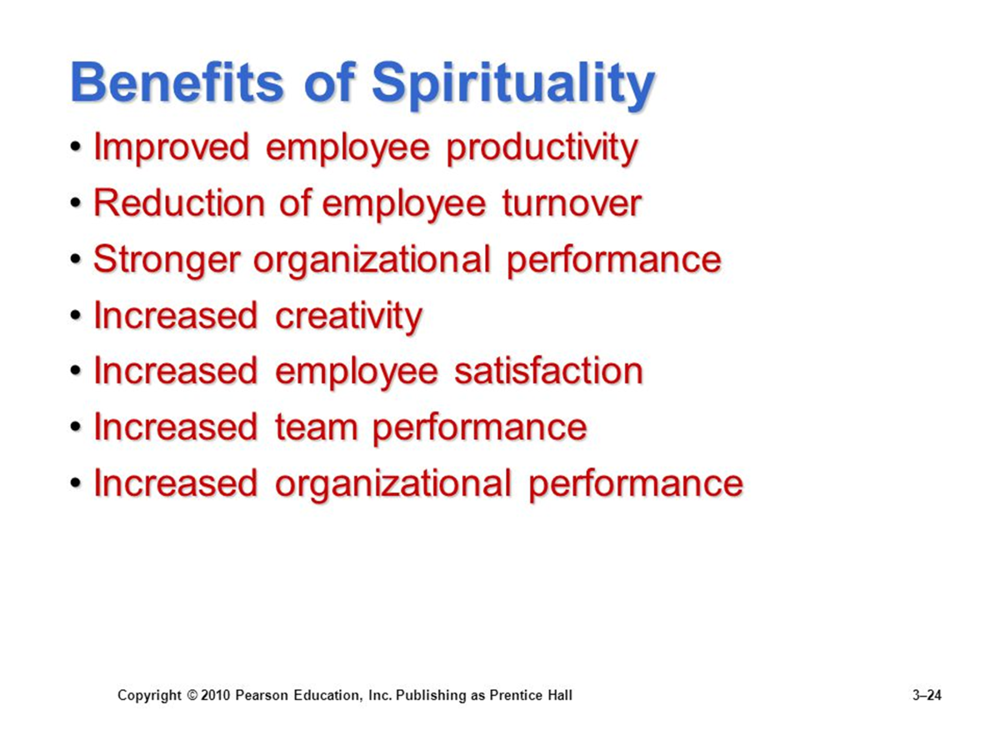 Benefits of Spirituality
• Improved employee productivity
• Reduction of employee turnover
• Stronger organizational performance
• Increased creativity
• Increased employee satisfaction
• Increased team performance
• Increased organizational performance
Copyright © 2010 Pearson Education, Inc. Publishing as Prentice Hall
3–24